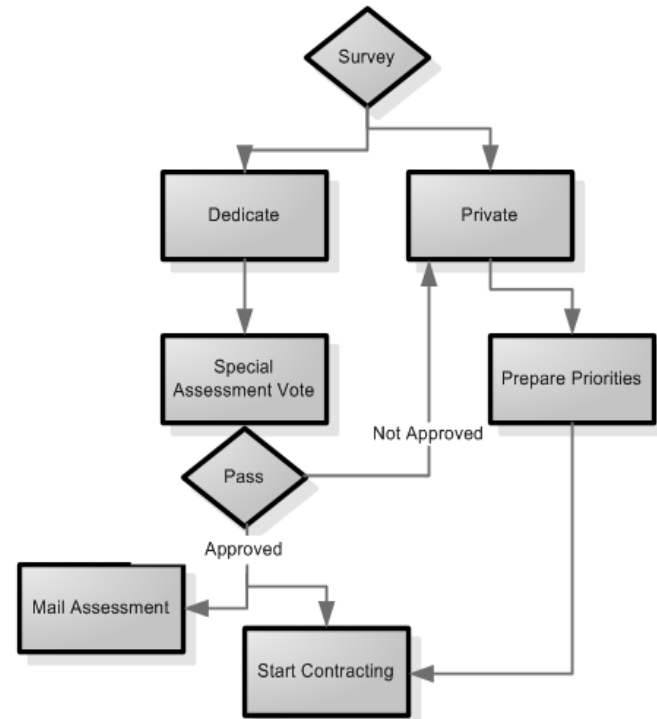 Survey
Dedicate
Private
Special
Assessment Vote
Prepare Priorities
Not Approved
Pass
Approved
Mail Assessment
Start Contracting